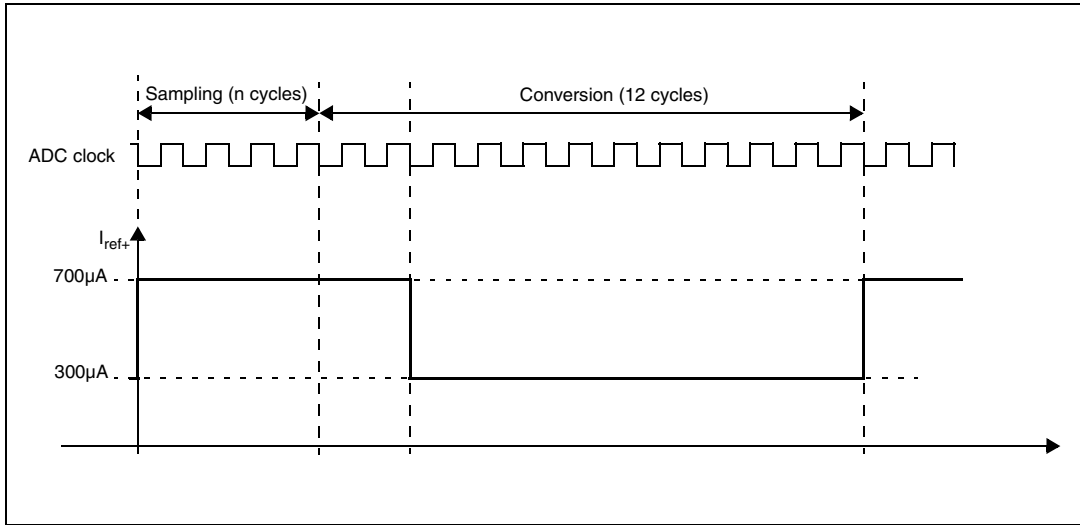 Sampling (n cycles)
Conversion (12 cycles)
ADC clock
Iref+
700µA
300µA